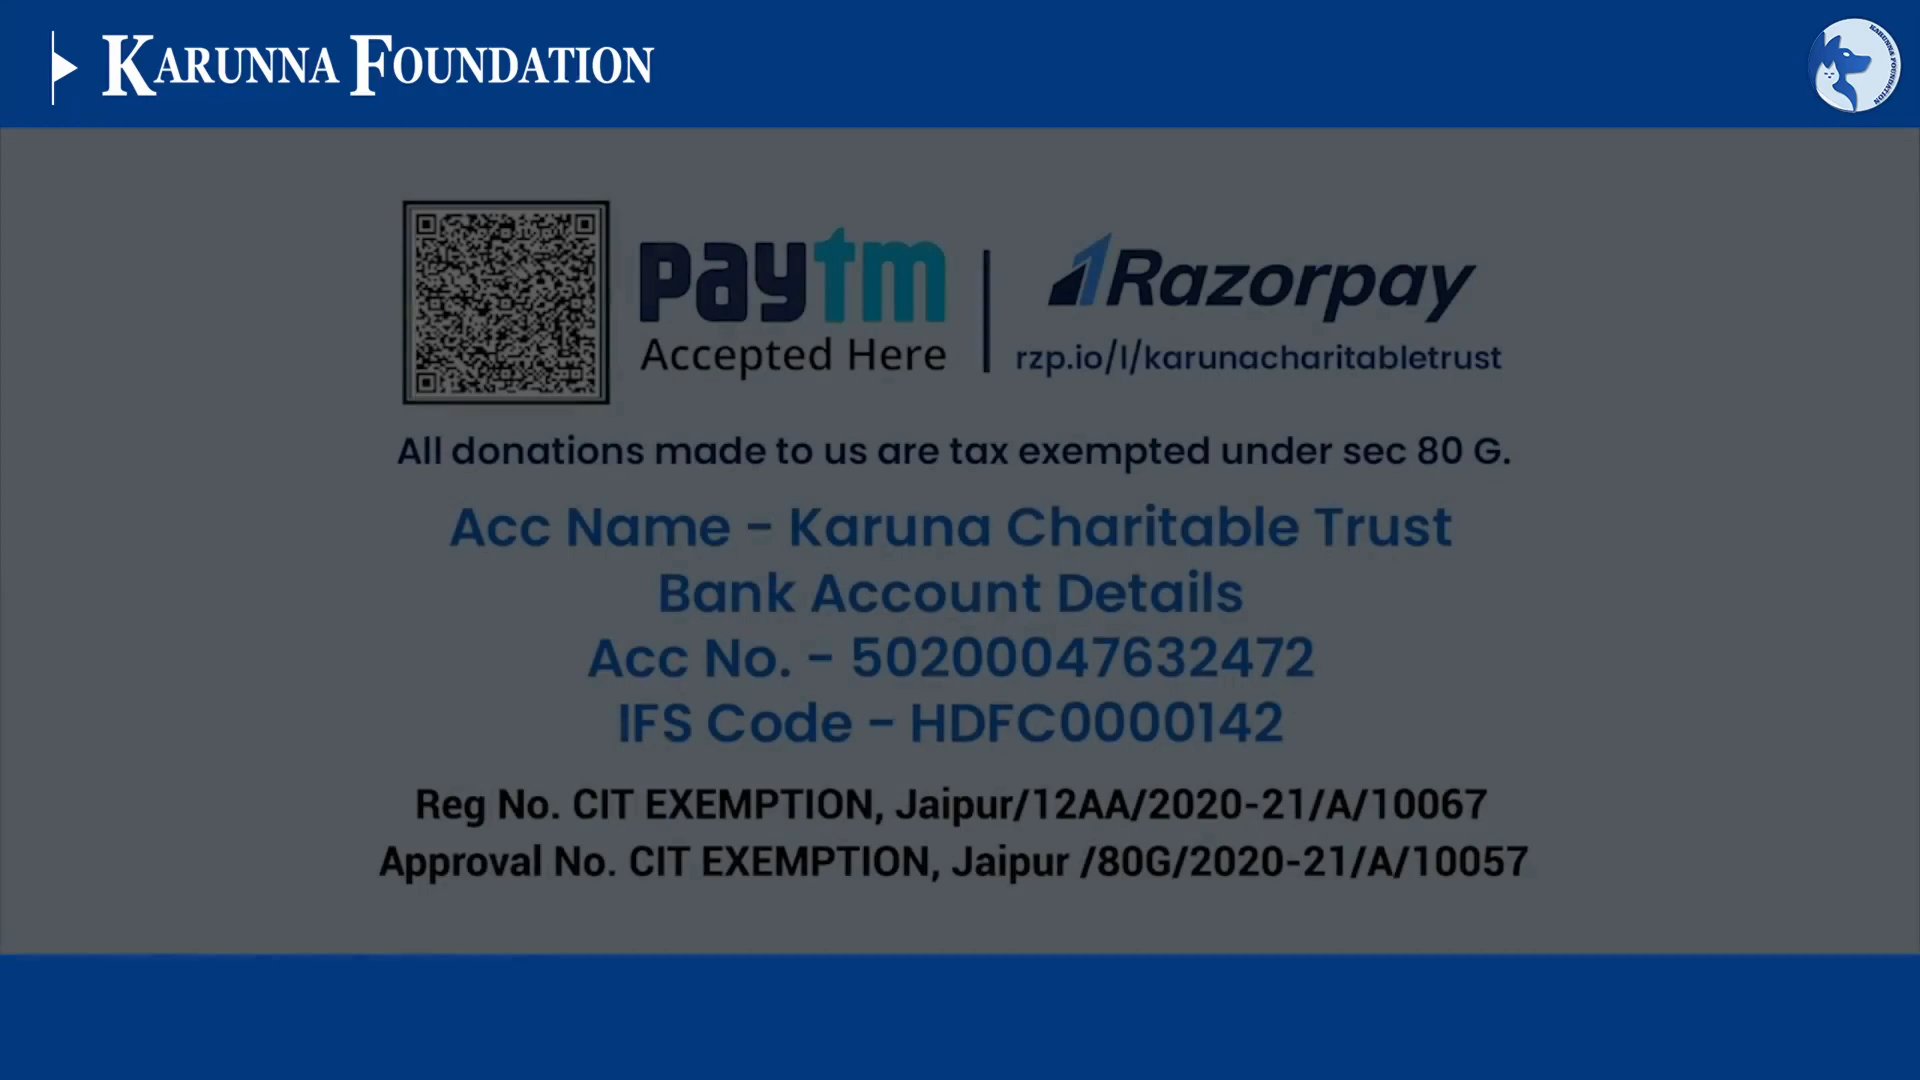 KARUNNA FOUNDATION
KARUNNA FOUNDATION
paytm
Accepted Here
Razorpay
rzp.io/l/karunacharitabletrust
All donations made to us are tax exempted under sec 80 G.
Acc Name - Karuna Charitable Trust
Bank Account Details
Acc No. - 50200047632472
IFS Code - HDFC0000142
Reg No. CIT EXEMPTION, Jaipur/12AA/2020-21/A/10067
Approval No. CIT EXEMPTION, Jaipur /80G/2020-21/A/10057